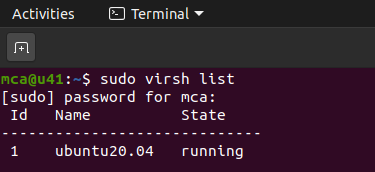 Activities Terminal
mca@u41:~$ sudo virsh list
[sudo] password for mca:
 Id   Name          State
-----------------------------
 1    ubuntu20.04   running